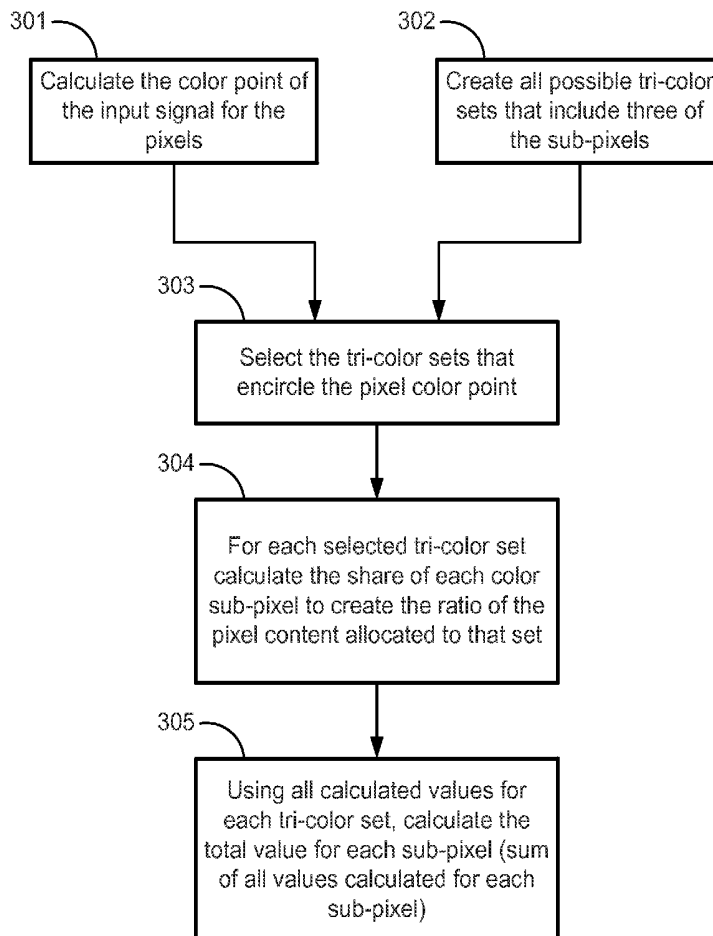 301
302
Calculate the color point of
the input signal for the
pixels
Create all possible tri-color
sets that include three of
the sub-pixels
303
Select the tri-color sets that
encircle the pixel color point
304
For each selected tri-color set
calculate the share of each color
sub-pixel to create the ratio of the
pixel content allocated to that set
305
Using all calculated values for
each tri-color set, calculate the
total value for each sub-pixel (sum
of all values calculated for each
sub-pixel)